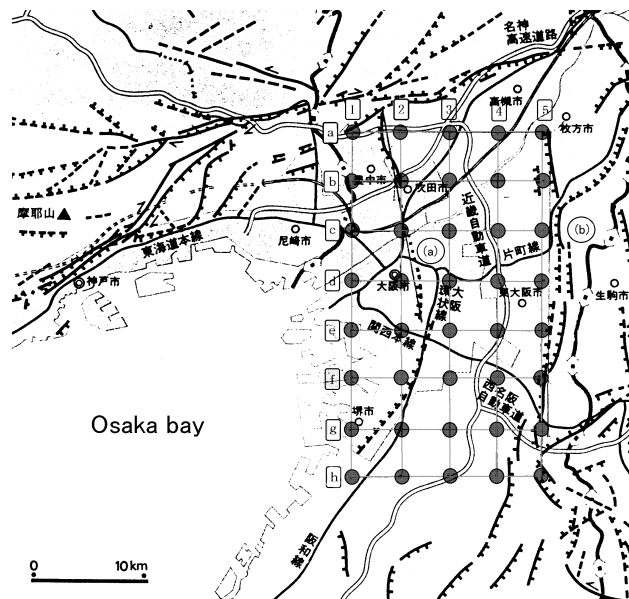 名神
高速道路
高槻市
1
2
3
4
5
a
枚方市
b
豊中市
吹田市
摩耶山
近畿自動車道
(b)
東海道本線
尼崎市
c
(a)
片町線
神戸市
d
大阪市
大阪
環状線
東大阪市
生駒市
e
関西本線
f
西名阪
自動車道
堺市
g
Osaka bay
h
阪和線
0 10km